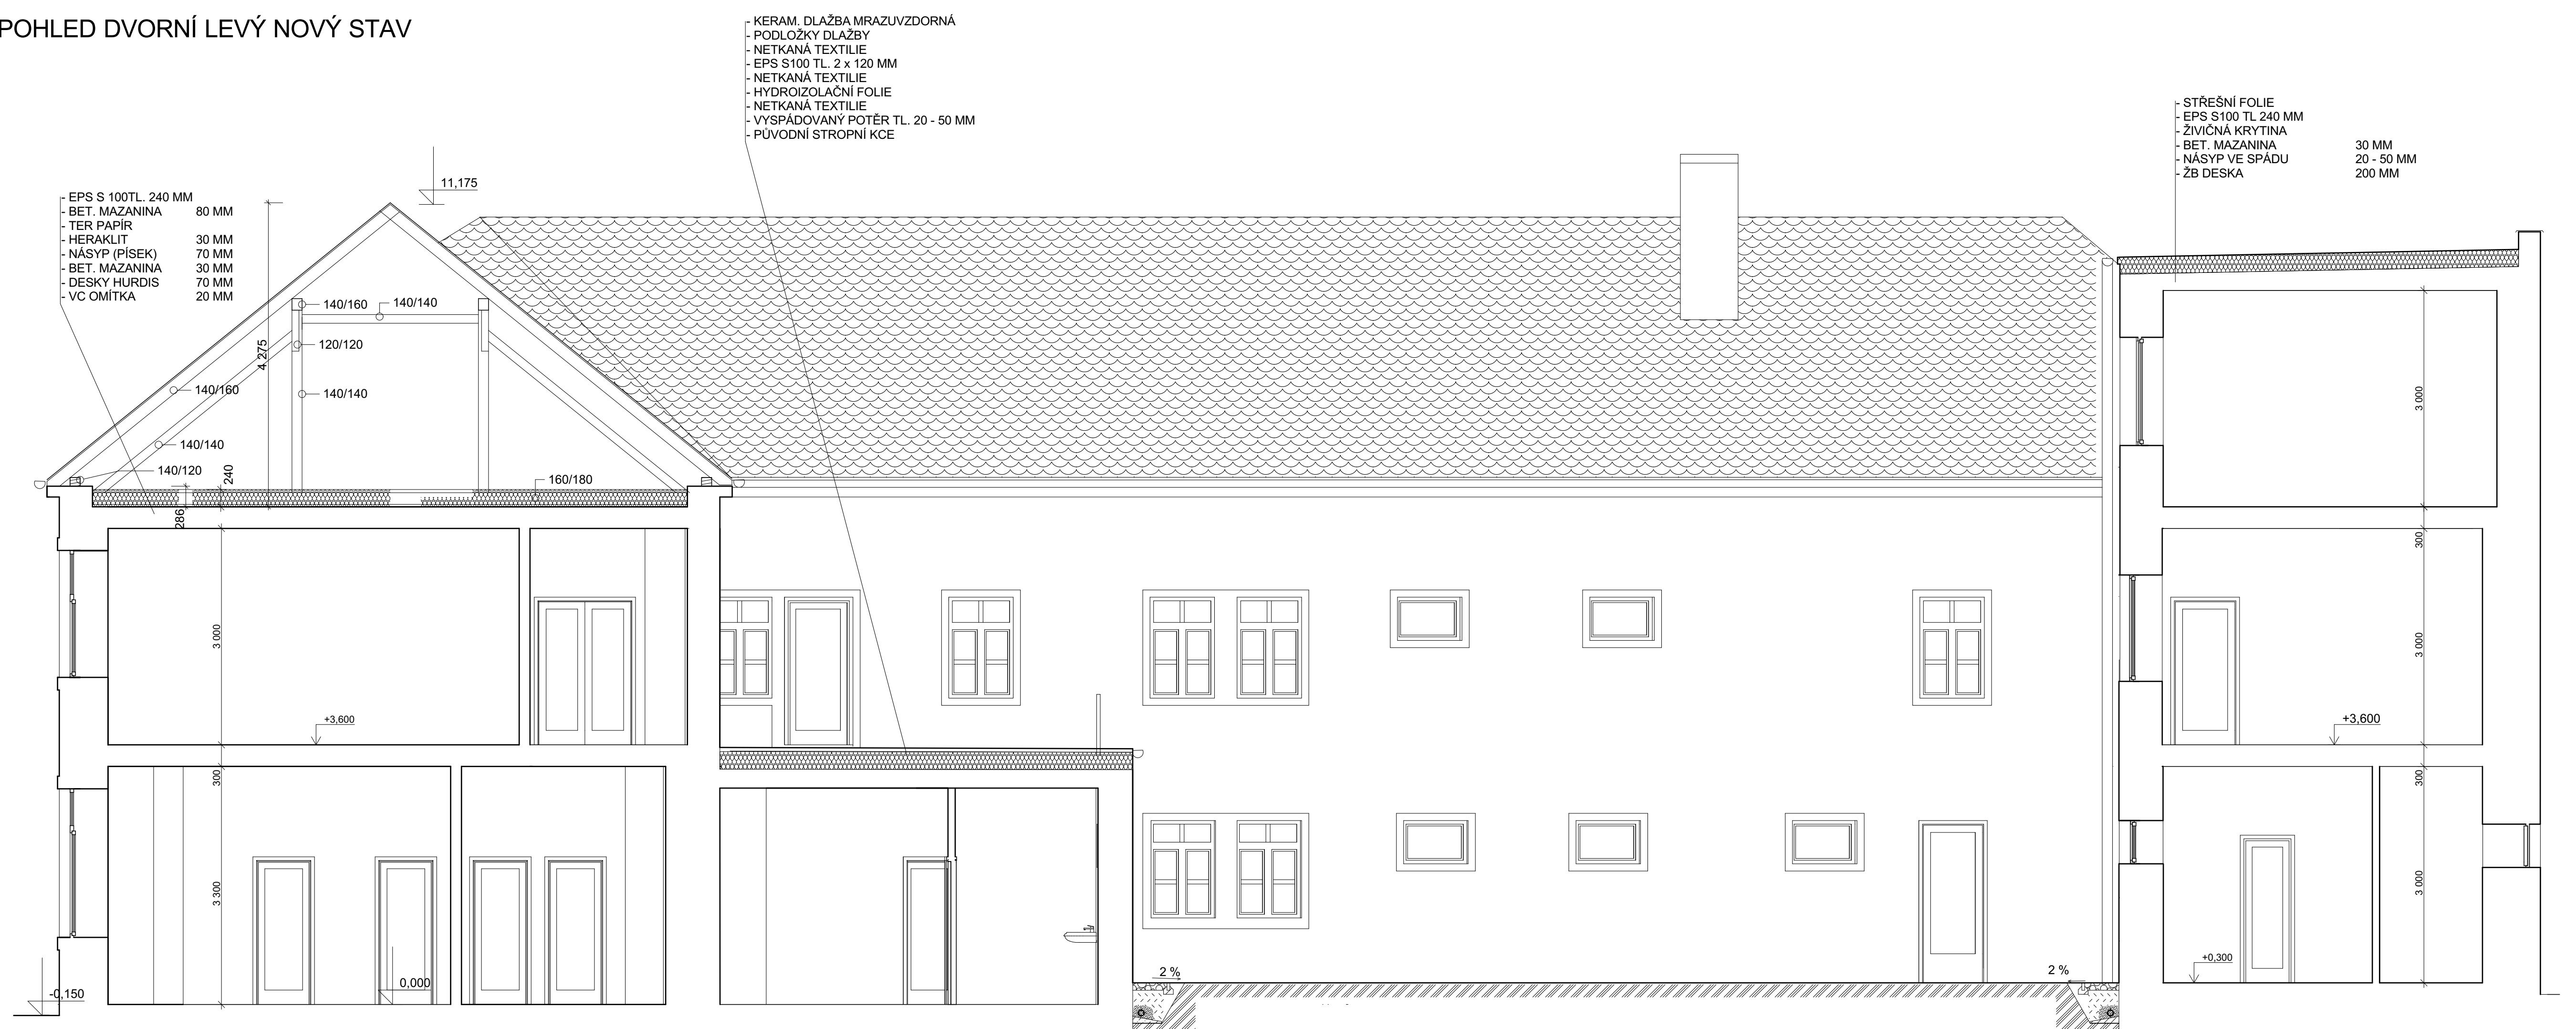 POHLED DVORNÍ LEVÝ NOVÝ STAV
- KERAM. DLAŽBA MRAZUVZDORNÁ
- PODLOŽKY DLAŽBY
- NETKANÁ TEXTILIE
- EPS S100 TL. 2 x 120 MM
- NETKANÁ TEXTILIE
- HYDROIZOLAČNÍ FOLIE
- NETKANÁ TEXTILIE
- VYSPÁDOVANÝ POTĚR TL. 20 - 50 MM
- PŮVODNÍ STROPNÍ KCE
- STŘEŠNÍ FOLIE
- EPS S100 TL 240 MM
- ŽIVIČNÁ KRYTINA
- BET. MAZANINA 30 MM
- NÁSYP VE SPÁDU 20 - 50 MM
- ŽB DESKA 200 MM
- EPS S 100TL. 240 MM
- BET. MAZANINA 80 MM
- TER PAPÍR
- HERAKLIT 30 MM
- NÁSYP (PÍSEK) 70 MM
- BET. MAZANINA 30 MM
- DESKY HURDIS 70 MM
- VC OMÍTKA 20 MM
11,175
140/160
140/140
120/120
4 275
140/160
140/140
140/140
140/120
240
160/180
286
3 000
+3,600
300
3 300
0,000
-0,150
2 %
2 %
3 000
300
3 000
+3,600
300
3 000
+0,300